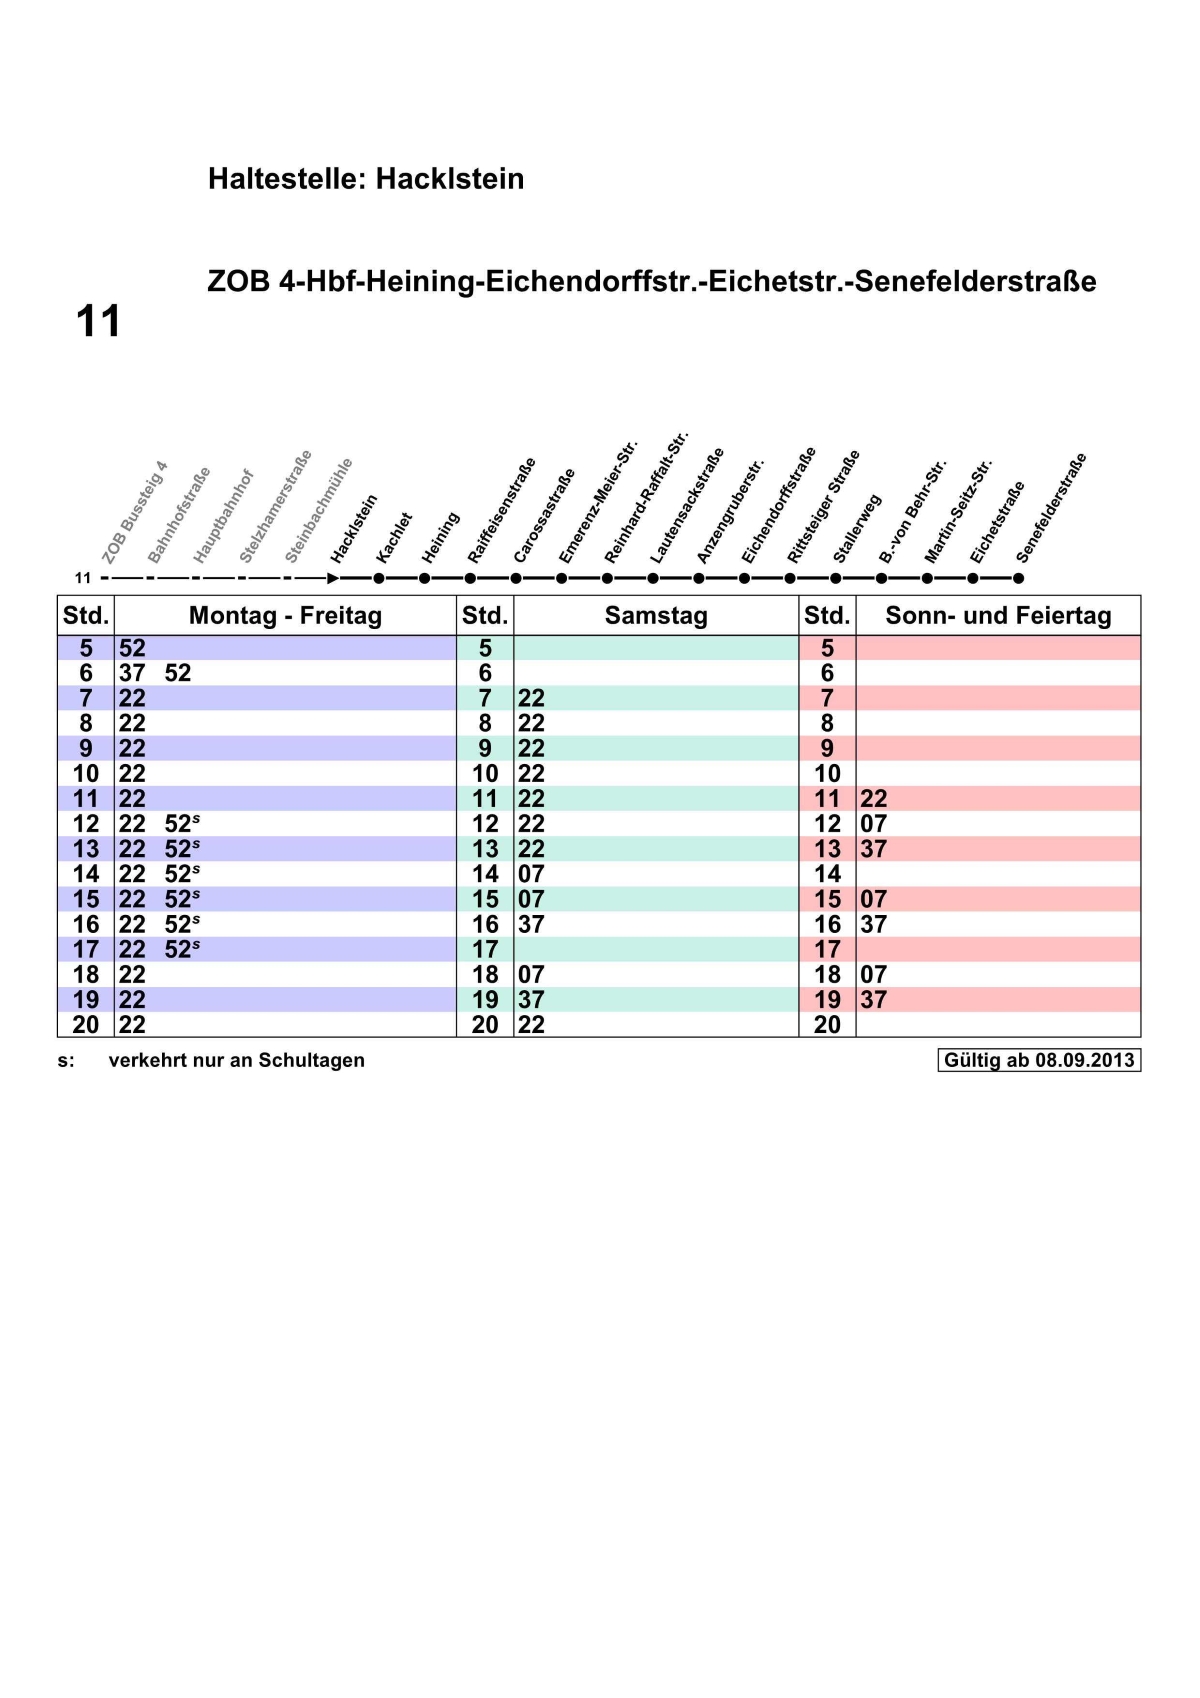 Haltestelle: Hacklstein
ZOB 4-Hbf-Heining-Eichendorffstr.-Eichetstr.-Senefelderstraße
11
ZOB Bussteig 4
Bahnhofstraße
Hauptbahnhof
Stelzhamerstraße
Steinbachmühle
Hacklstein
Kachlet
Heining
Raiffeisenstraße
Carossastraße
Emerenz-Meier-Str.
Reinhard-Raffalt-Str.
Lautensackstraße
Anzengruberstr.
Eichendorffstraße
Rittsteiger Straße
Stallerweg
B.-von Behr-Str.
Martin-Seitz-Str.
Eichetstraße
Senefelderstraße
11
Std. Montag - Freitag Std. Samstag Std. Sonn- und Feiertag
5 52 5 5
6 37 52 6 6
7 22 7 22 7
8 22 8 22 8
9 22 9 22 9
10 22 10 22 10
11 22 11 22 11 22
12 22 52s 12 22 12 07
13 22 52s 13 22 13 37
14 22 52s 14 07 14
15 22 52s 15 07 15 07
16 22 52s 16 37 16 37
17 22 52s 17 17
18 22 18 07 18 07
19 22 19 37 19 37
20 22 20 22 20
s: verkehrt nur an Schultagen Gültig ab 08.09.2013